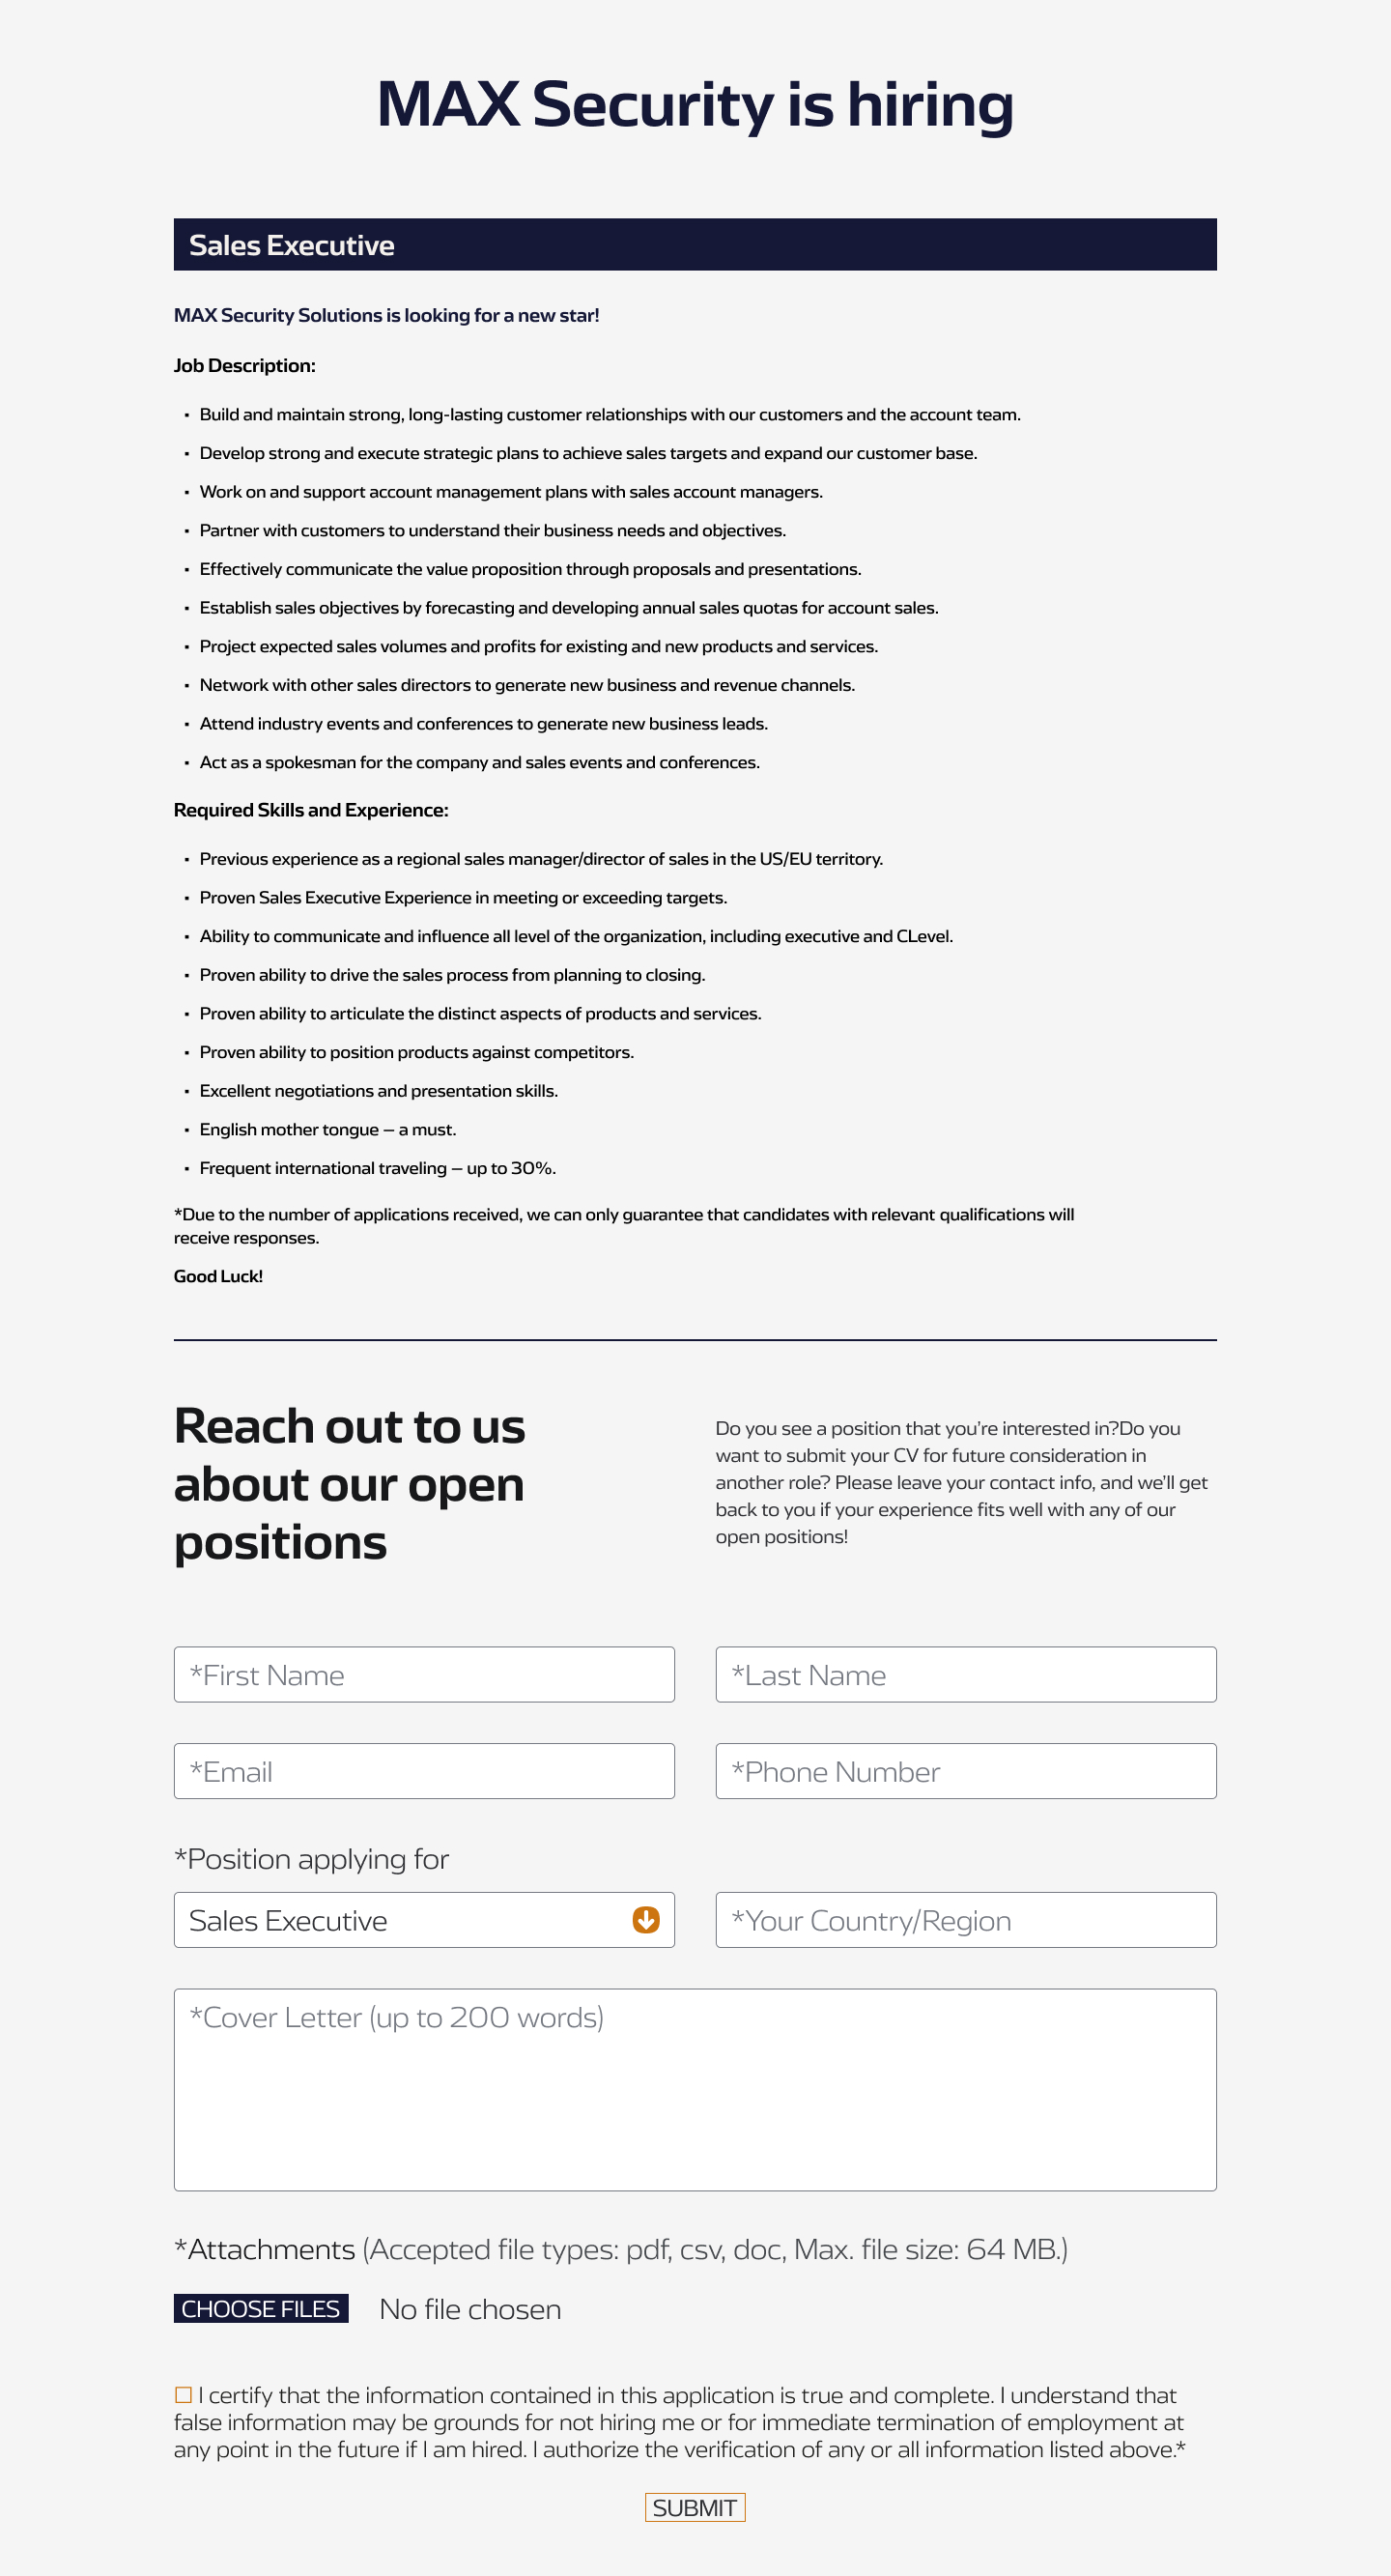 MAX Security is hiring
Sales Executive
MAX Security Solutions is looking for a new star!
Job Description:
▪ Build and maintain strong, long-lasting customer relationships with our customers and the account team.
▪ Develop strong and execute strategic plans to achieve sales targets and expand our customer base.
▪ Work on and support account management plans with sales account managers.
▪ Partner with customers to understand their business needs and objectives.
▪ Effectively communicate the value proposition through proposals and presentations.
▪ Establish sales objectives by forecasting and developing annual sales quotas for account sales.
▪ Project expected sales volumes and profits for existing and new products and services.
▪ Network with other sales directors to generate new business and revenue channels.
▪ Attend industry events and conferences to generate new business leads.
▪ Act as a spokesman for the company and sales events and conferences.
Required Skills and Experience:
▪ Previous experience as a regional sales manager/director of sales in the US/EU territory.
▪ Proven Sales Executive Experience in meeting or exceeding targets.
▪ Ability to communicate and influence all level of the organization, including executive and CLevel.
▪ Proven ability to drive the sales process from planning to closing.
▪ Proven ability to articulate the distinct aspects of products and services.
▪ Proven ability to position products against competitors.
▪ Excellent negotiations and presentation skills.
▪ English mother tongue – a must.
▪ Frequent international traveling – up to 30%.
*Due to the number of applications received, we can only guarantee that candidates with relevant qualifications will
receive responses.
Good Luck!
Reach out to us
about our open
positions
Do you see a position that you're interested in?Do you
want to submit your CV for future consideration in
another role? Please leave your contact info, and we'll get
back to you if your experience fits well with any of our
open positions!
*First Name
*Last Name
*Email
*Phone Number
*Position applying for
Sales Executive
*Your Country/Region
*Cover Letter (up to 200 words)
*Attachments (Accepted file types: pdf, csv, doc, Max. file size: 64 MB.)
CHOOSE FILES No file chosen
I certify that the information contained in this application is true and complete. I understand that
false information may be grounds for not hiring me or for immediate termination of employment at
any point in the future if I am hired. I authorize the verification of any or all information listed above.*
SUBMIT